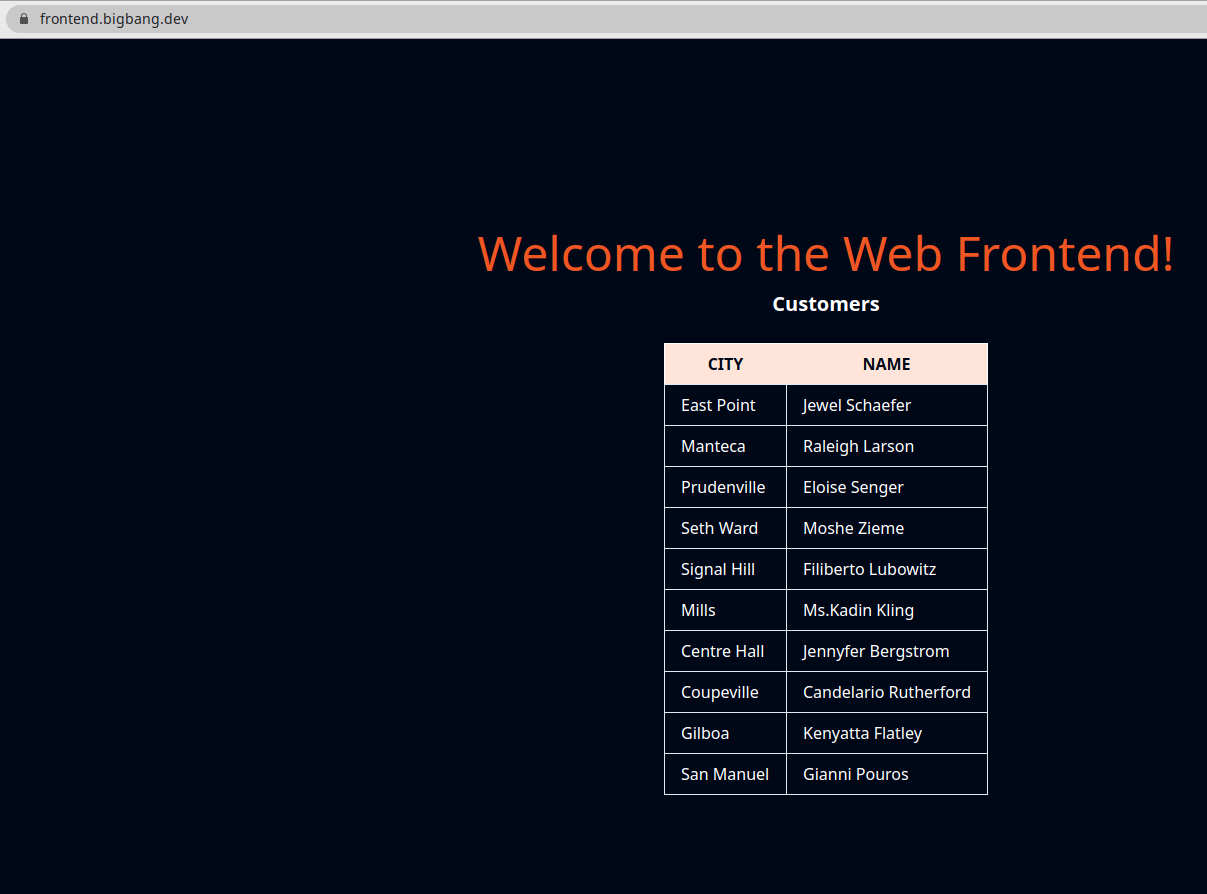 frontend.bigbang.dev
Welcome to the Web Frontend!
Customers
CITY NAME
East Point Jewel Schaefer
Manteca Raleigh Larson
Prudenville Eloise Senger
Seth Ward Moshe Zieme
Signal Hill Filiberto Lubowitz
Mills Ms.Kadin Kling
Centre Hall Jennyfer Bergstrom
Coupeville Candelario Rutherford
Gilboa Kenyatta Flatley
San Manuel Gianni Pouros